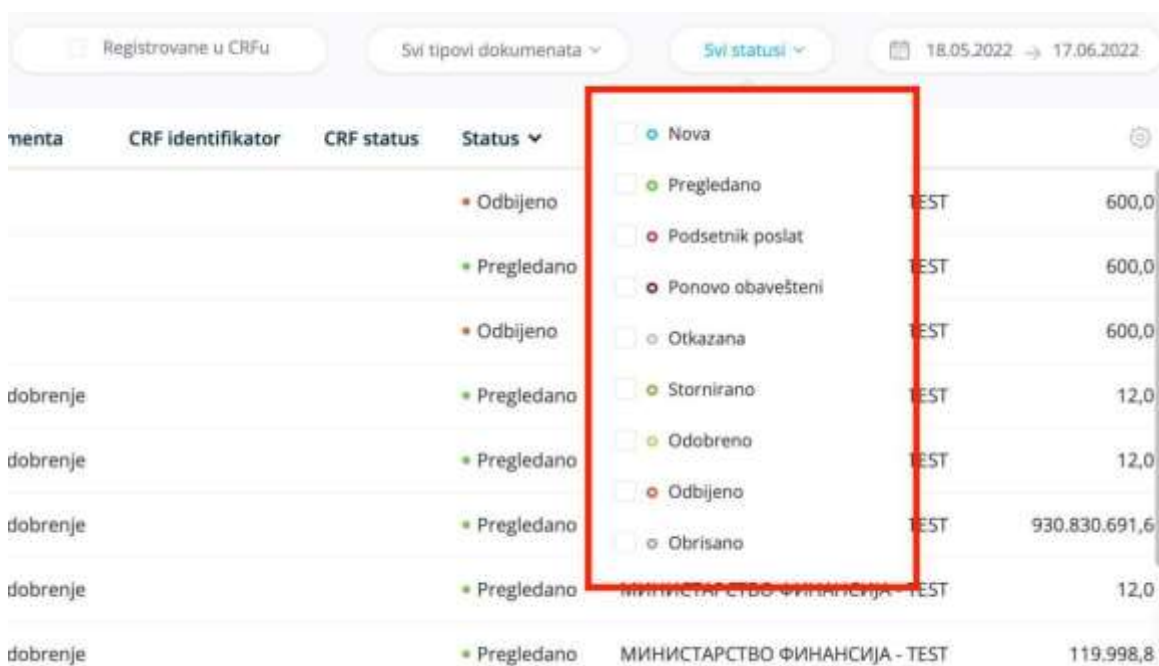 Registrovane u CRFu Svi tipovi dokumenata Svi statusi 18.05.2022 → 17.06.2022
menta CRF identifikator CRF status Status
Nova
Odbijeno TEST 600,0
Pregledano
Podsetnik poslat
Pregledano TEST 600,0
Ponovo obavešteni
Odbijeno TEST 600,0
Otkazana
dobrenje Pregledano TEST 12,0
Stornirano
dobrenje Pregledano TEST 12,0
Odobreno
Odbijeno
dobrenje Pregledano TEST 930.830.691,6
Obrisano
dobrenje Pregledano МИНИСТАРСТВО ФИНАНСИЈА - TEST 12,0
dobrenje Pregledano МИНИСТАРСТВО ФИНАНСИЈА - TEST 119.998,8